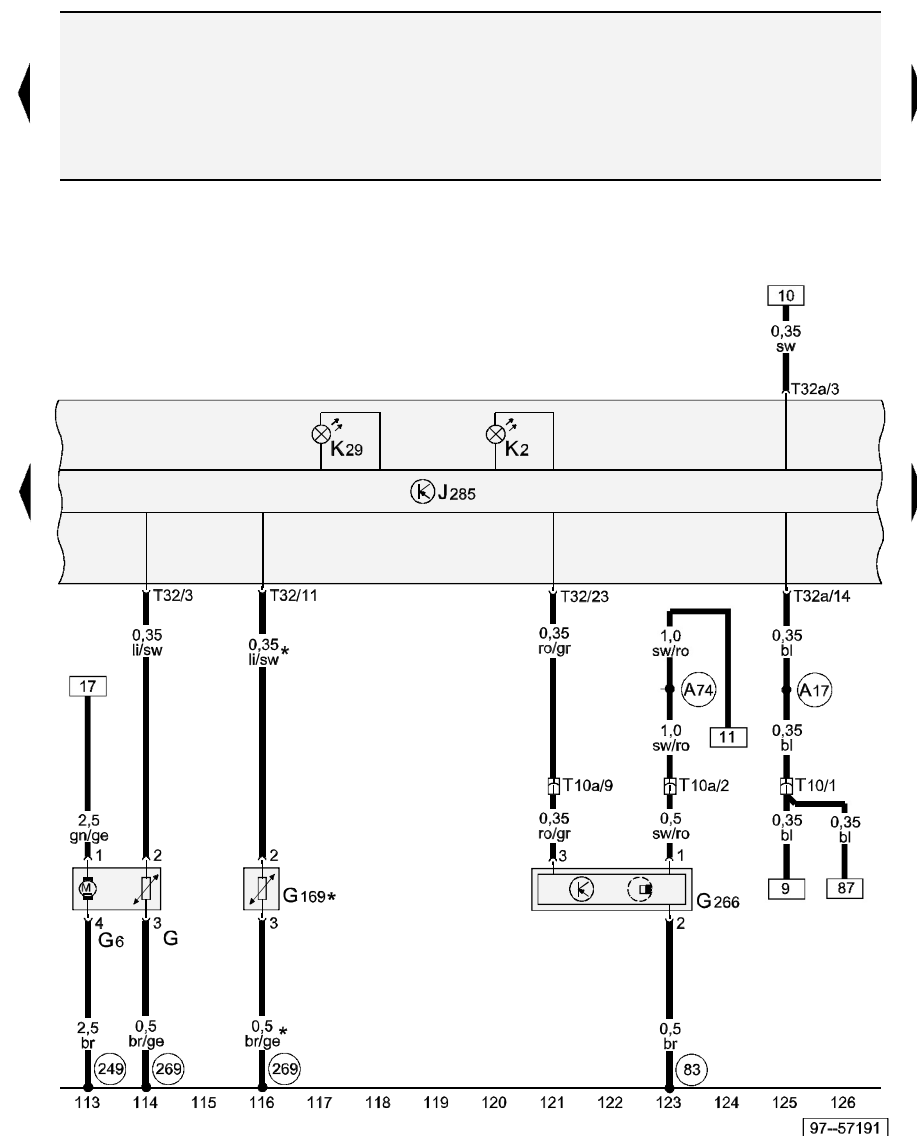 10
0,35
sw
T32a/3
K29
K2
J285
T32/3
T32/11
T32/23
T32a/14
0,35
li/sw
0,35
li/sw*
0,35
ro/gr
1,0
sw/ro
0,35
bl
17
A74
A17
11
1,0
sw/ro
0,35
bl
T10a/9
T10a/2
T10/1
2,5
gn/ge
0,35
ro/gr
0,5
sw/ro
0,35
bl
0,35
bl
1
2
2
3
1
M
G169*
G266
9
87
4
G6
3
G
3
2
2,5
br
0,5
br/ge
0,5
br/ge*
0,5
br
249
269
269
83
113 114 115 116 117 118 119 120 121 122 123 124 125 126
97--57191